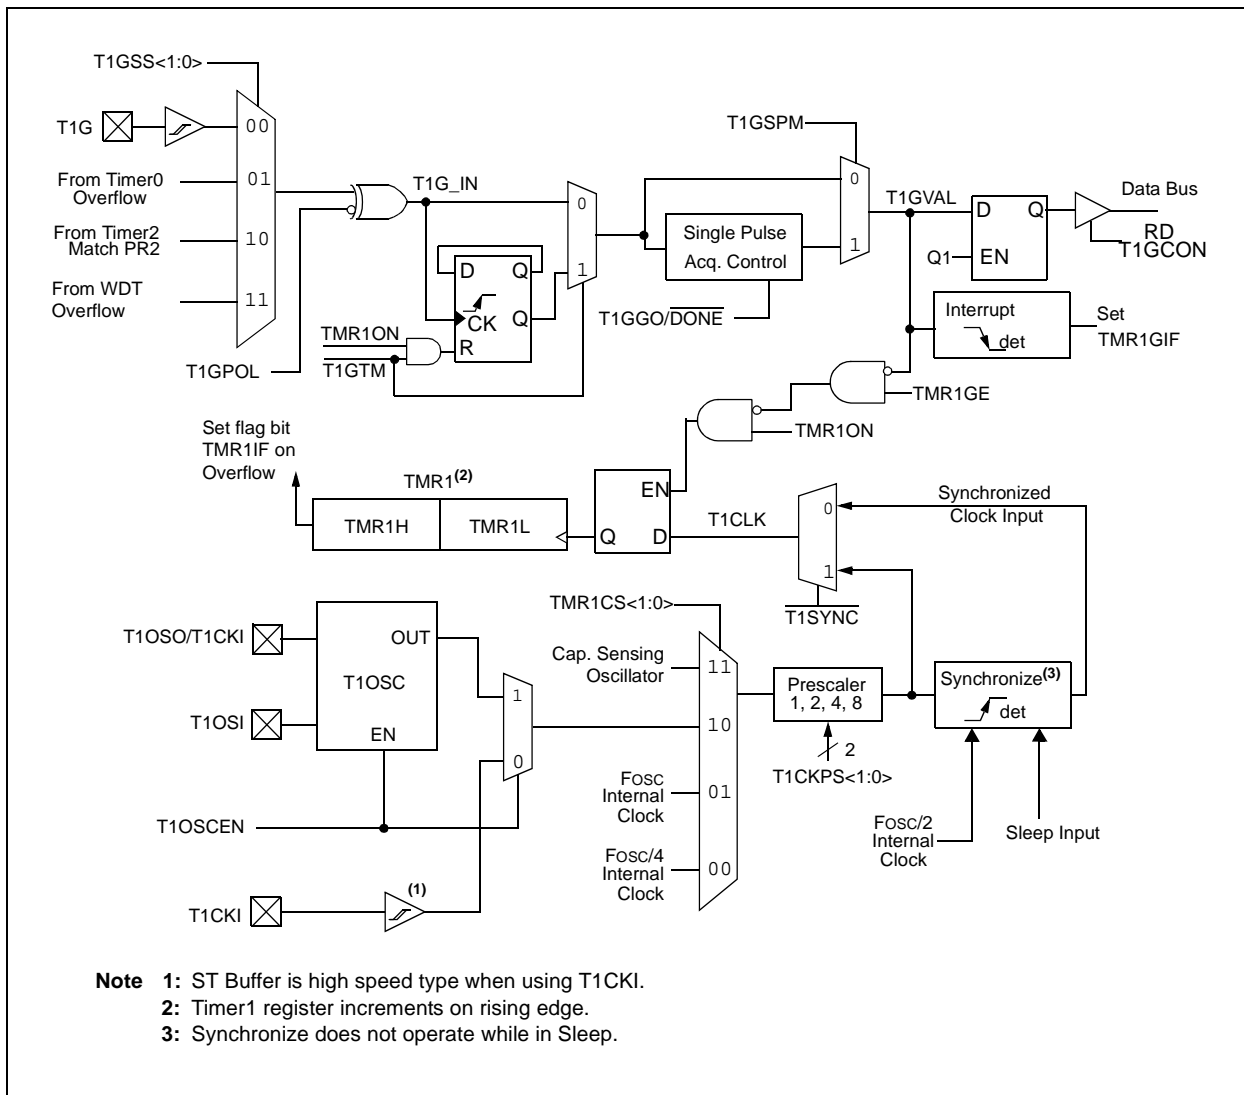 T1GSS<1:0>
T1G
00
From Timer0
Overflow
01
From Timer2
Match PR2
10
From WDT
Overflow
11
T1GPOL
T1G_IN
D
Q
CK
Q
R
TMR1ON
T1GTM
0
1
T1GSPM
Single Pulse
Acq. Control
T1GGO/DONE
0
1
T1GVAL
D
Q
Q1
EN
Data Bus
RD
T1GCON
Interrupt
det
Set
TMR1GIF
TMR1GE
TMR1ON
Set flag bit
TMR1IF on
Overflow
TMR1(2)
TMR1H
TMR1L
EN
Q
D
T1CLK
0
1
T1SYNC
Synchronized
Clock Input
T1OSO/T1CKI
OUT
T1OSC
T1OSI
EN
1
0
T1OSCEN
T1CKI
(1)
TMR1CS<1:0>
Cap. Sensing
Oscillator
11
10
FOSC
Internal
Clock
01
FOSC/4
Internal
Clock
00
Prescaler
1, 2, 4, 8
2
T1CKPS<1:0>
Synchronize(3)
det
FOSC/2
Internal
Clock
Sleep Input
Note 1: ST Buffer is high speed type when using T1CKI.
2: Timer1 register increments on rising edge.
3: Synchronize does not operate while in Sleep.